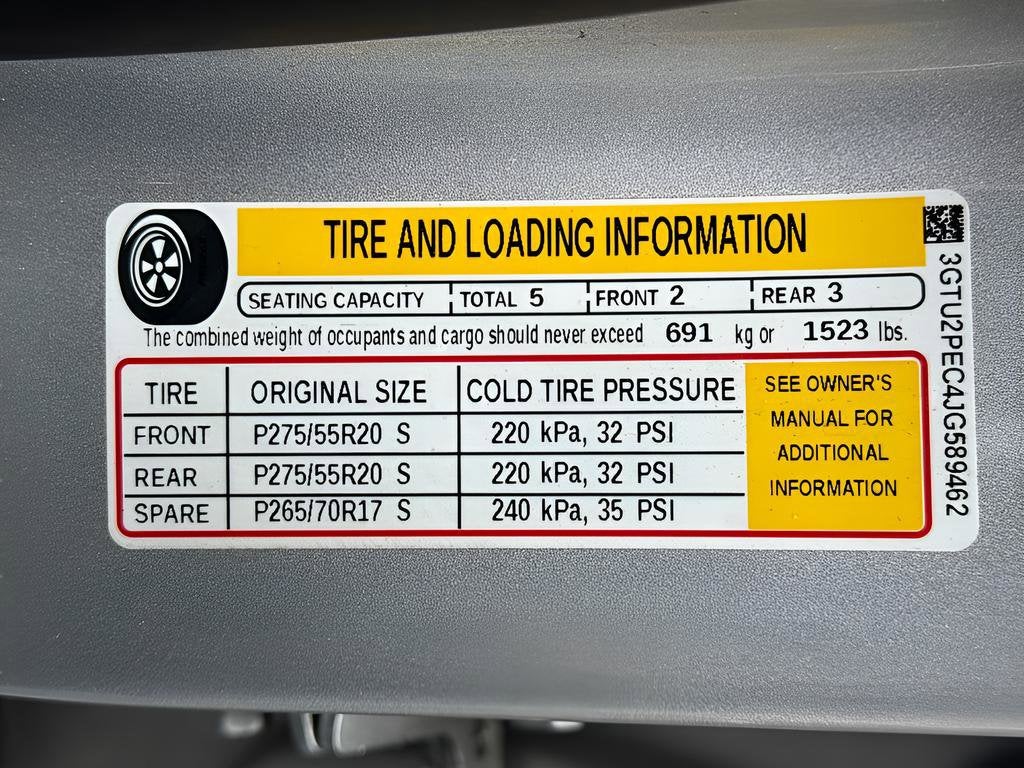 TIRE AND LOADING INFORMATION
SEATING CAPACITY TOTAL 5 FRONT 2 REAR 3
The combined weight of occupants and cargo should never exceed 691 kg or 1523 lbs.
TIRE ORIGINAL SIZE COLD TIRE PRESSURE
FRONT P275/55R20 S 220 kPa, 32 PSI
REAR P275/55R20 S 220 kPa, 32 PSI
SPARE P265/70R17 S 240 kPa, 35 PSI
SEE OWNER'S
MANUAL FOR
ADDITIONAL
INFORMATION
3GTU2PEC4JG589462